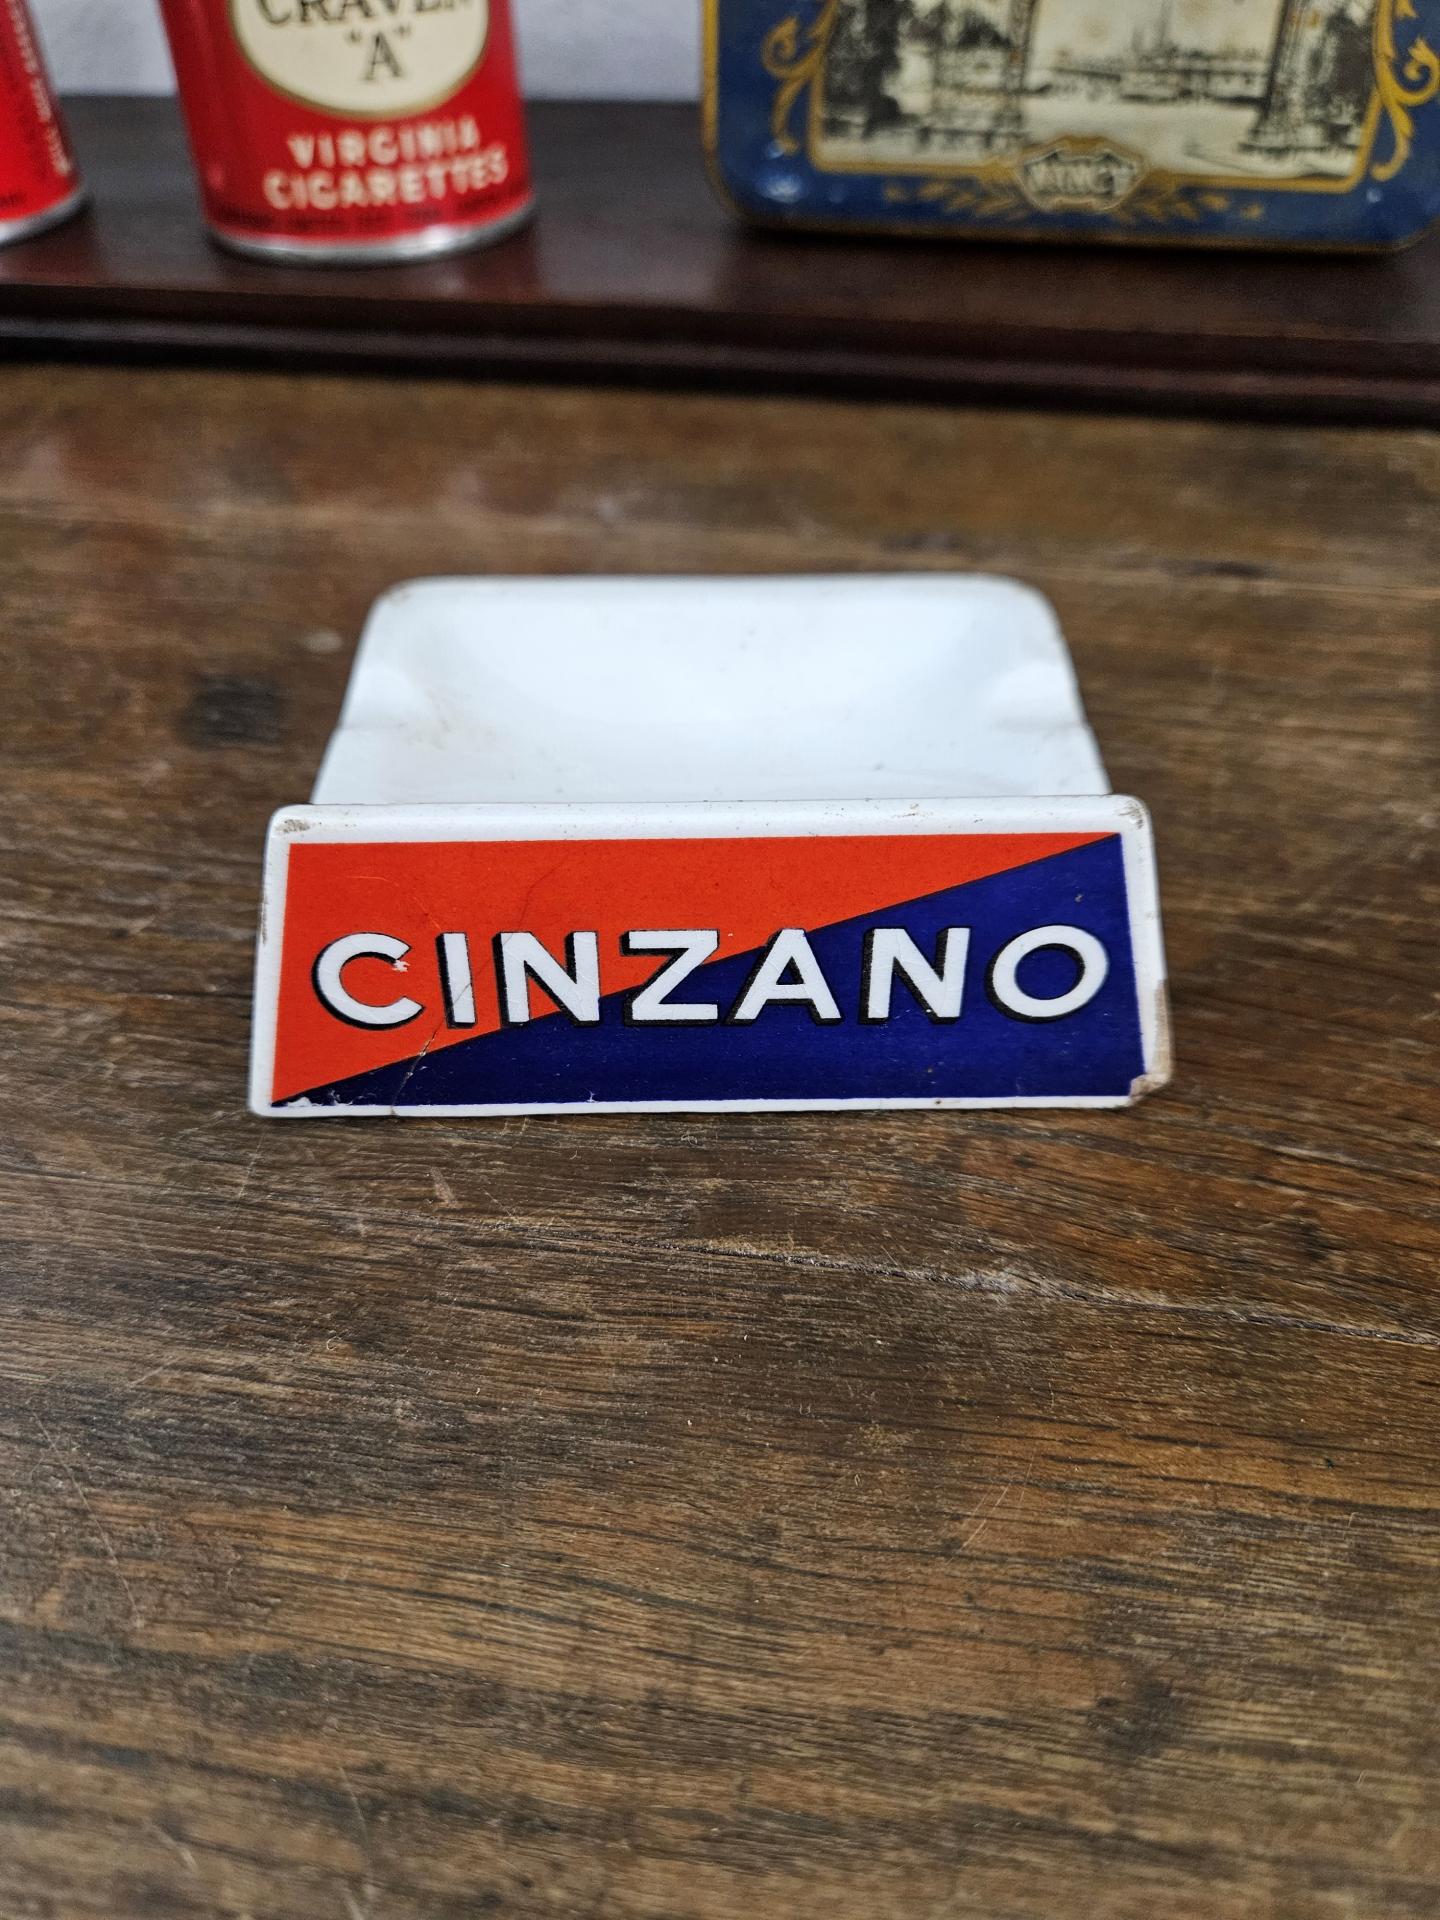 CRAVEN
"A"
VIRGINIA
CIGARETTES
CINZANO